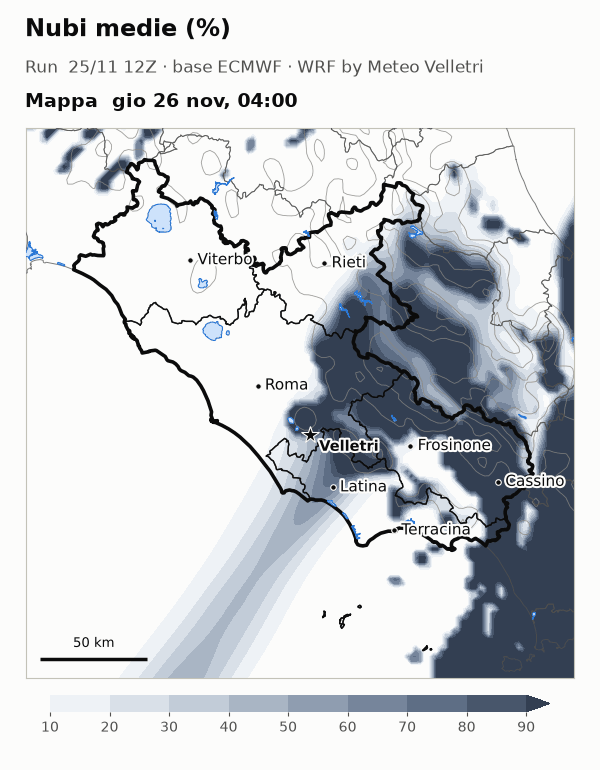 Nubi medie (%)
Run  25/11 12Z · base ECMWF · WRF by Meteo Velletri
Mappa  gio 26 nov, 04:00
Viterbo
Rieti
Roma
Velletri
Frosinone
Cassino
Latina
Terracina
50 km
10 20 30 40 50 60 70 80 90